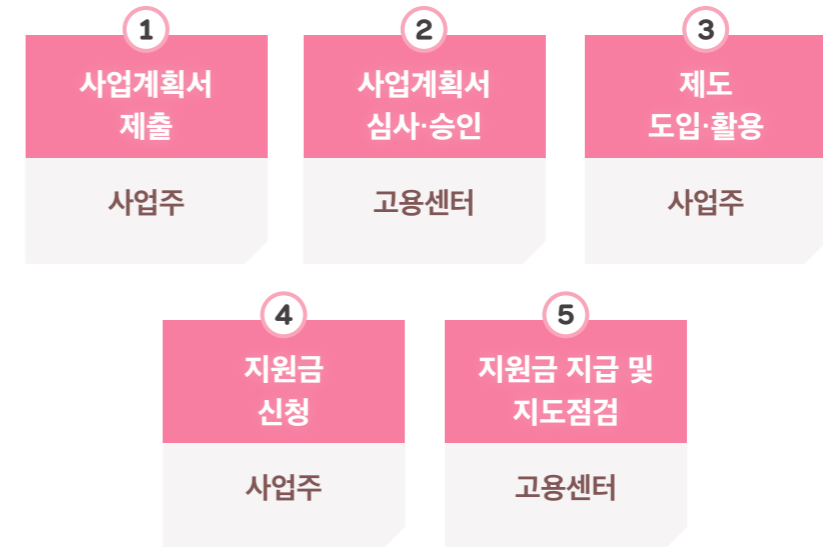 1
사업계획서
제출
사업주
2
사업계획서
심사·승인
고용센터
3
제도
도입·활용
사업주
4
지원금
신청
사업주
5
지원금 지급 및
지도점검
고용센터